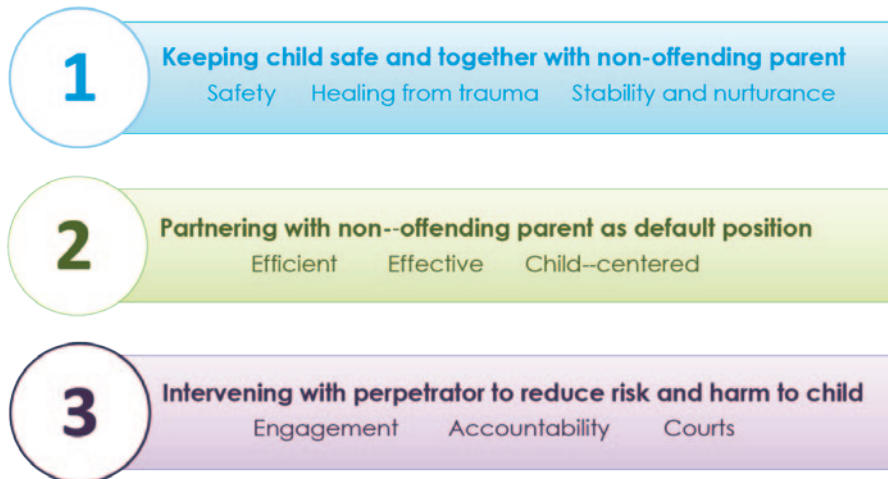 1
Keeping child safe and together with non-offending parent
Safety Healing from trauma Stability and nurturance
2
Partnering with non--offending parent as default position
Efficient Effective Child--centered
3
Intervening with perpetrator to reduce risk and harm to child
Engagement Accountability Courts